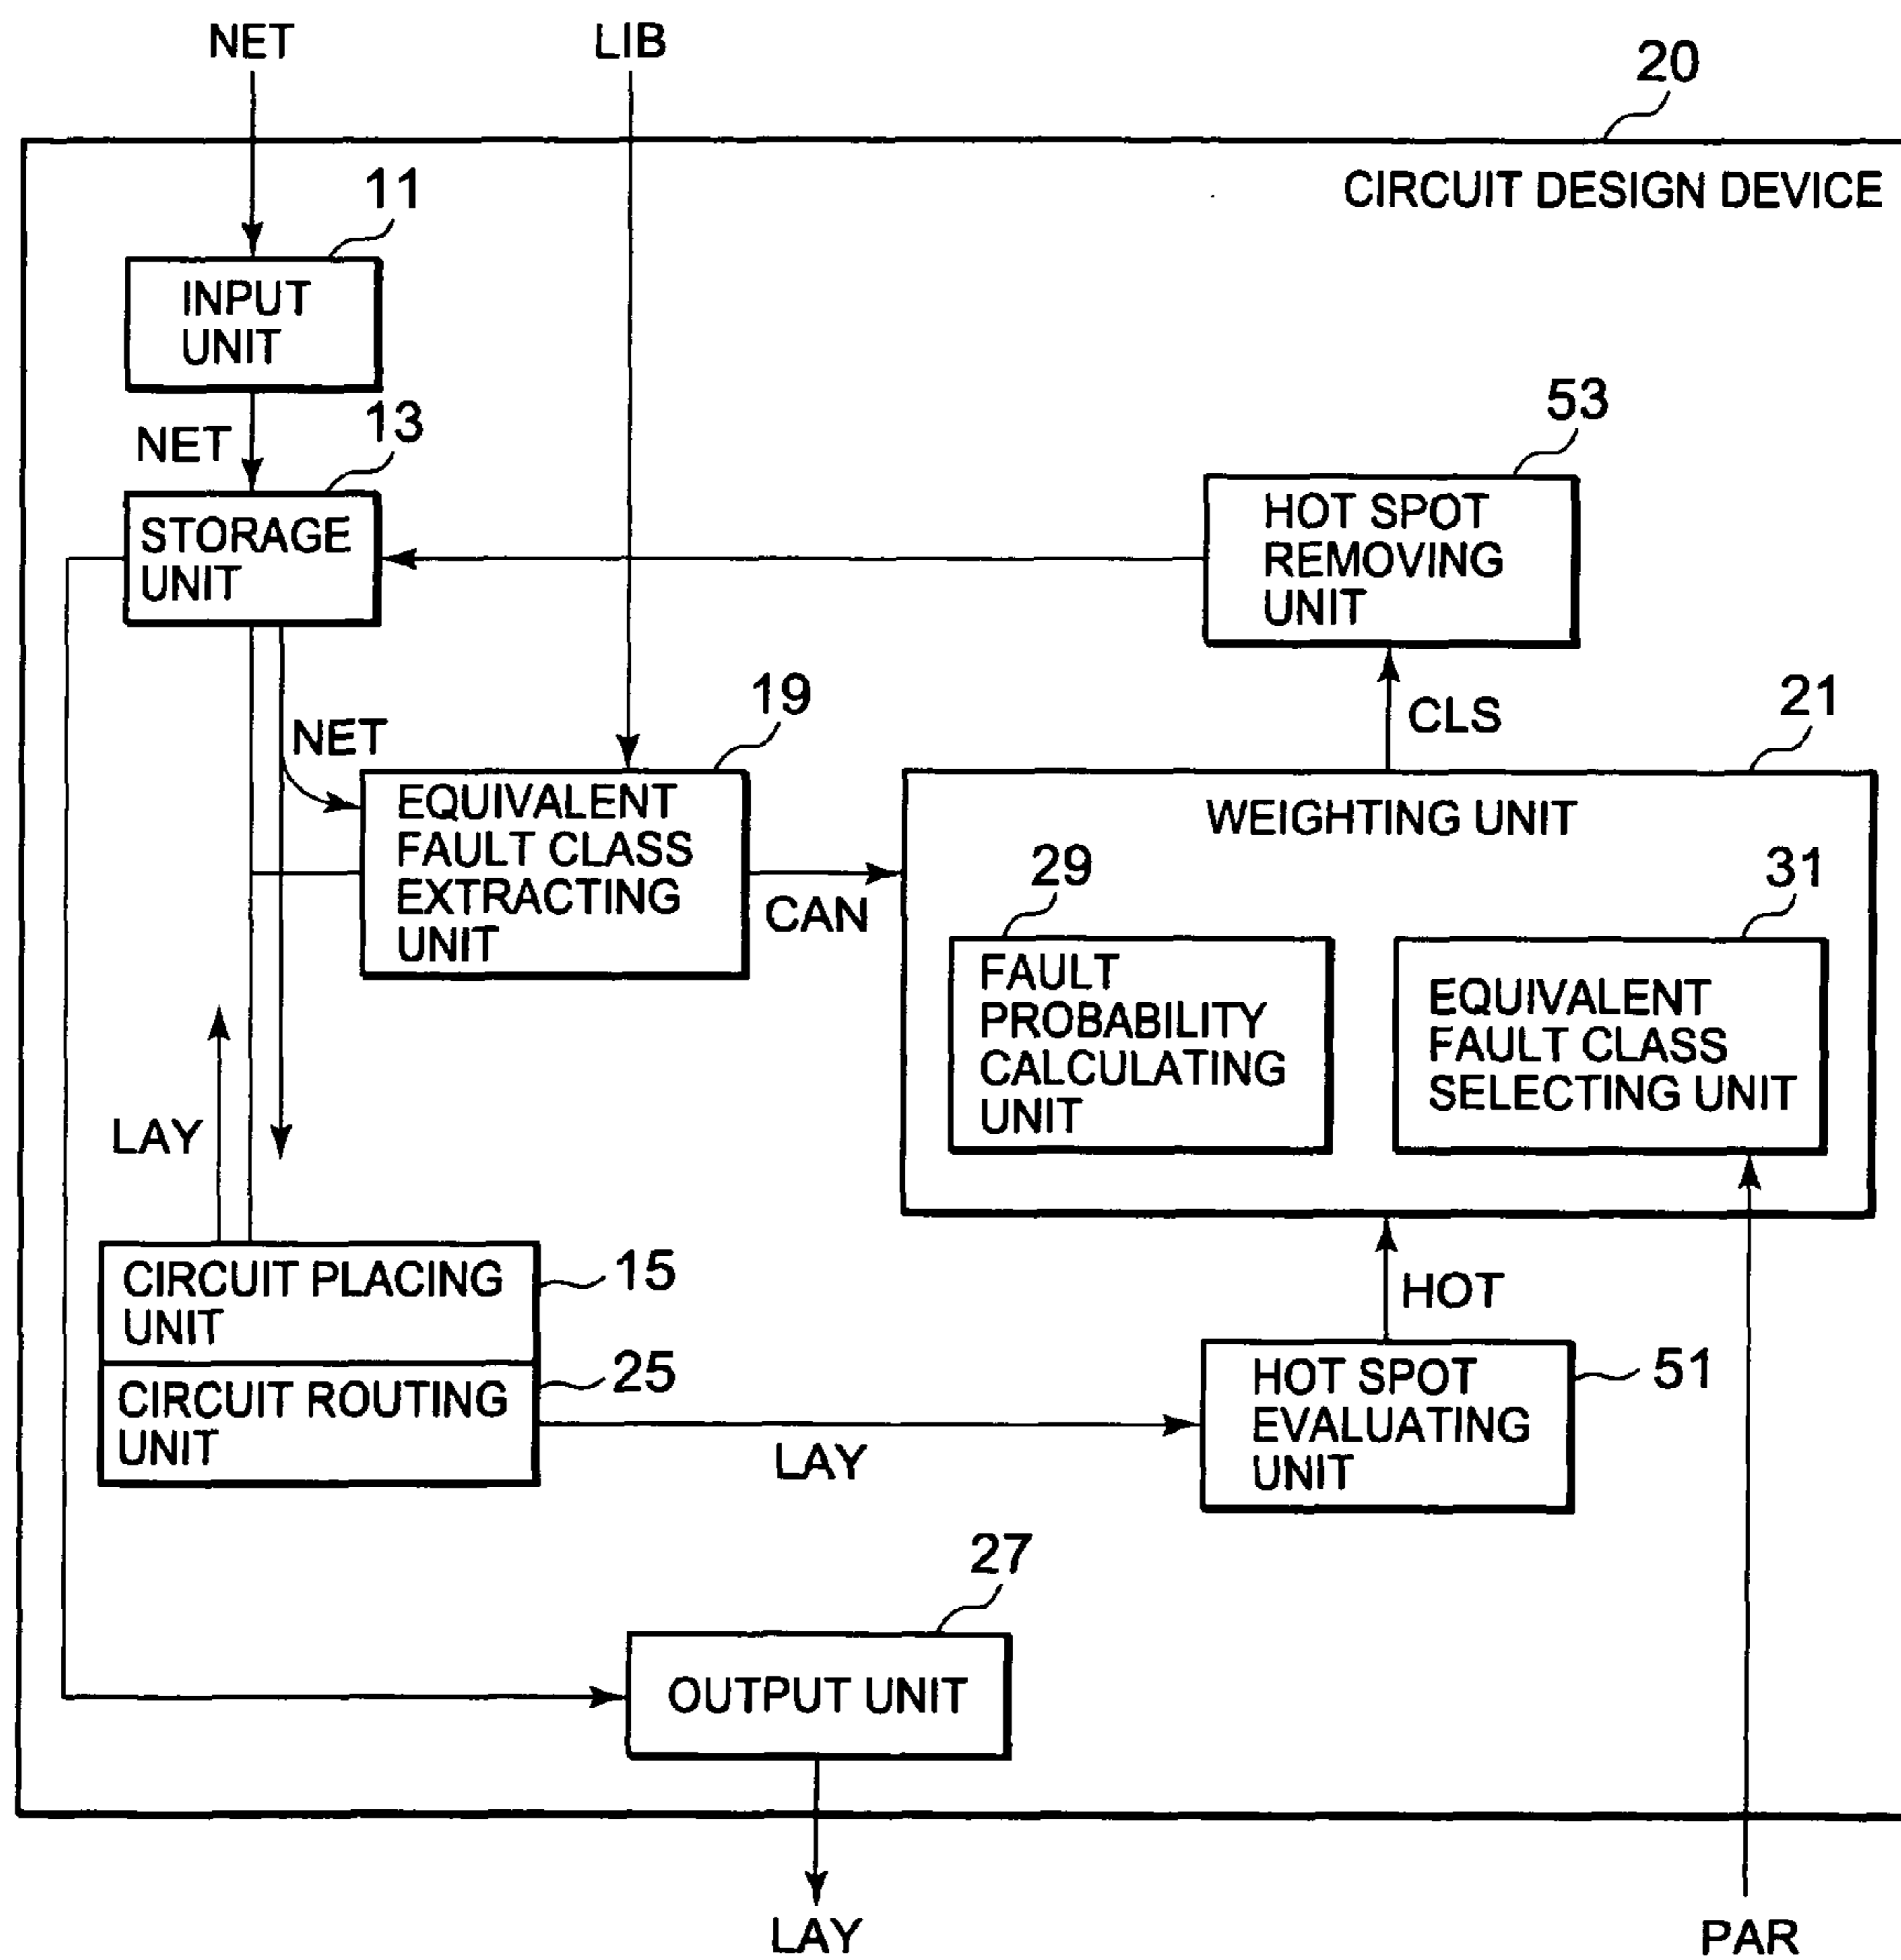 NET
LIB
20
CIRCUIT DESIGN DEVICE
11
INPUT
UNIT
NET
13
STORAGE
UNIT
53
HOT SPOT
REMOVING
UNIT
NET
19
EQUIVALENT
FAULT CLASS
EXTRACTING
UNIT
CAN
CLS
21
WEIGHTING UNIT
29
FAULT
PROBABILITY
CALCULATING
UNIT
31
EQUIVALENT
FAULT CLASS
SELECTING UNIT
LAY
CIRCUIT PLACING
UNIT
15
CIRCUIT ROUTING
UNIT
25
LAY
HOT
HOT SPOT
EVALUATING
UNIT
51
27
OUTPUT UNIT
LAY
PAR